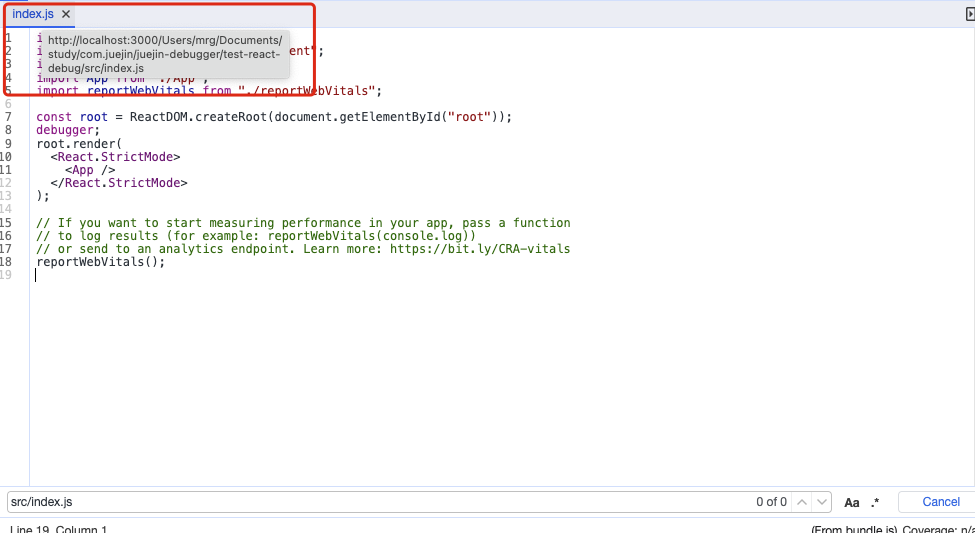 index.js ×
http://localhost:3000/Users/mrg/Documents/
study/com.juejin/juejin-debugger/test-react-
debug/src/index.js
1 i
2 i ent";
3 i
4 import App from "./App";
5 import reportWebVitals from "./reportWebVitals";
6
7 const root = ReactDOM.createRoot(document.getElementById("root"));
8 debugger;
9 root.render(
10 <React.StrictMode>
11 <App />
12 </React.StrictMode>
13 );
14
15 // If you want to start measuring performance in your app, pass a function
16 // to log results (for example: reportWebVitals(console.log))
17 // or send to an analytics endpoint. Learn more: https://bit.ly/CRA-vitals
18 reportWebVitals();
19
src/index.js 0 of 0 Aa .* Cancel
Line 19, Column 1 (From bundle.js) Coverage: n/a